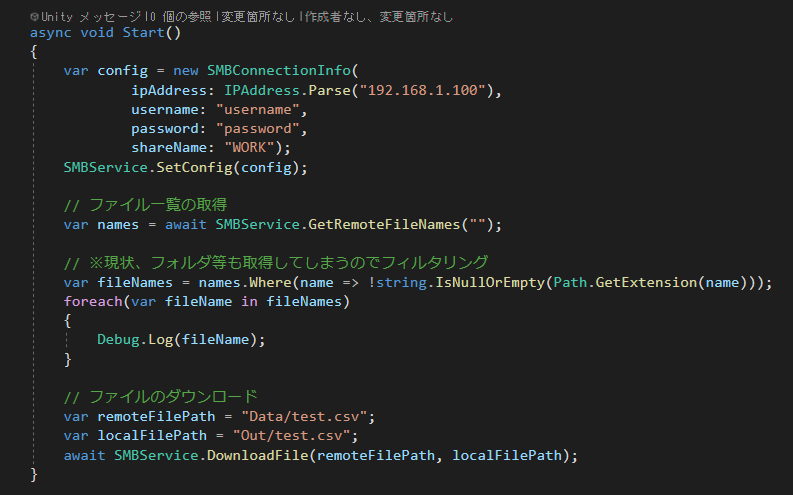 Unity メッセージ|0 個の参照|変更箇所なし|作成者なし、変更箇所なし
async void Start()
{
    var config = new SMBConnectionInfo(
            ipAddress: IPAddress.Parse("192.168.1.100"),
            username: "username",
            password: "password",
            shareName: "WORK");
    SMBService.SetConfig(config);
    // ファイル一覧の取得
    var names = await SMBService.GetRemoteFileNames("");
    // ※現状、フォルダ等も取得してしまうのでフィルタリング
    var fileNames = names.Where(name => !string.IsNullOrEmpty(Path.GetExtension(name)));
    foreach(var fileName in fileNames)
    {
        Debug.Log(fileName);
    }
    // ファイルのダウンロード
    var remoteFilePath = "Data/test.csv";
    var localFilePath = "Out/test.csv";
    await SMBService.DownloadFile(remoteFilePath, localFilePath);
}